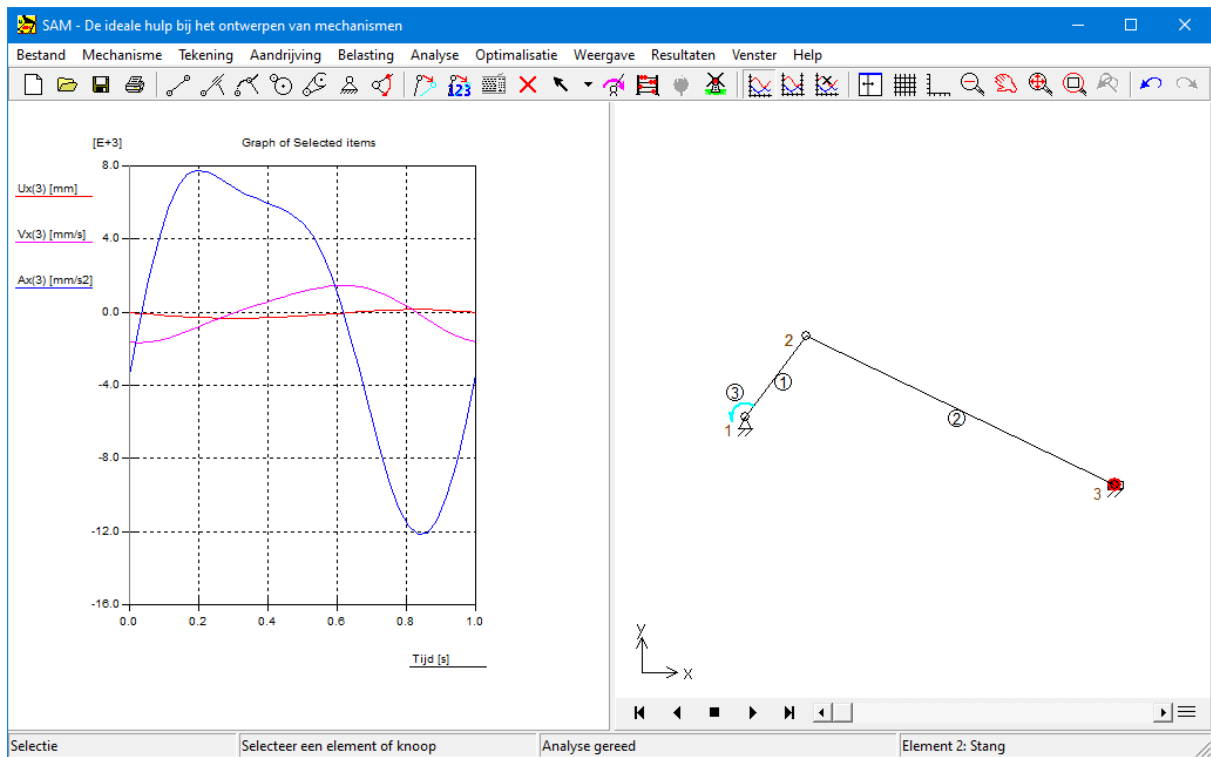 SAM - De ideale hulp bij het ontwerpen van mechanismen
Bestand Mechanisme Tekening Aandrijving Belasting Analyse Optimalisatie Weergave Resultaten Venster Help
123
[E+3] Graph of Selected items
8.0
Ux(3) [mm]
Vx(3) [mm/s]
4.0
Ax(3) [mm/s2]
0.0
-4.0
-8.0
-12.0
-16.0
0.0 0.2 0.4 0.6 0.8 1.0
Tijd [s]
2
1
3
1
2
3
y
x
Selectie
Selecteer een element of knoop
Analyse gereed
Element 2: Stang